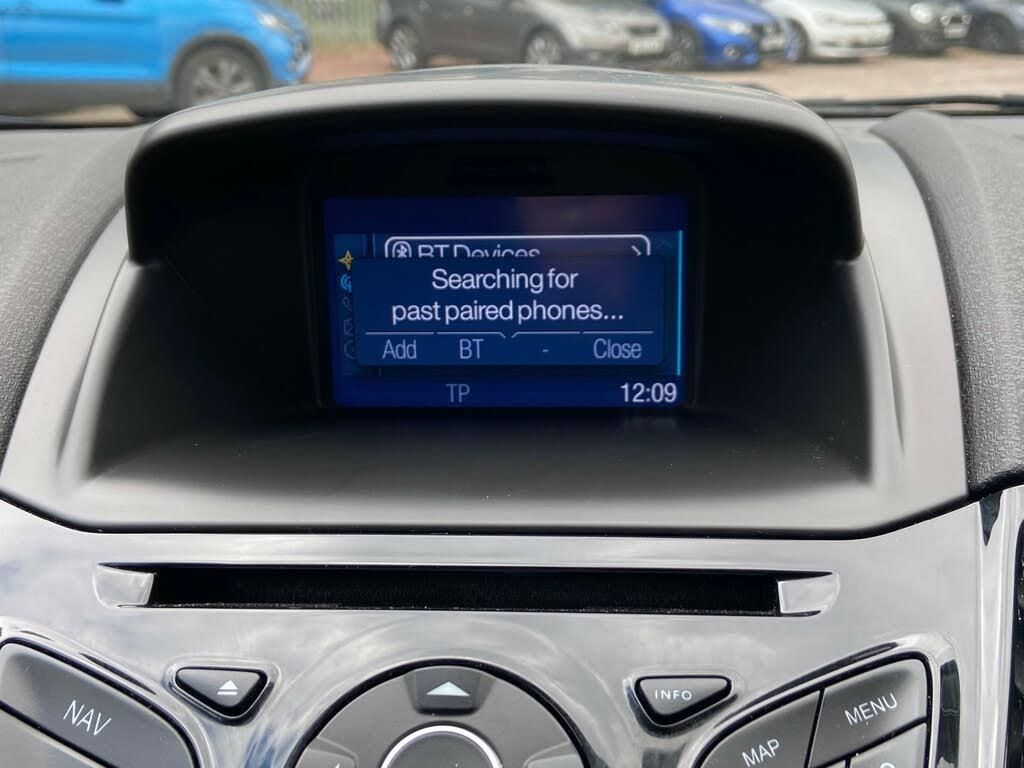 BT Devices
Searching for
past paired phones...
Add BT - Close
TP 12:09
NAV
INFO
MAP
MENU